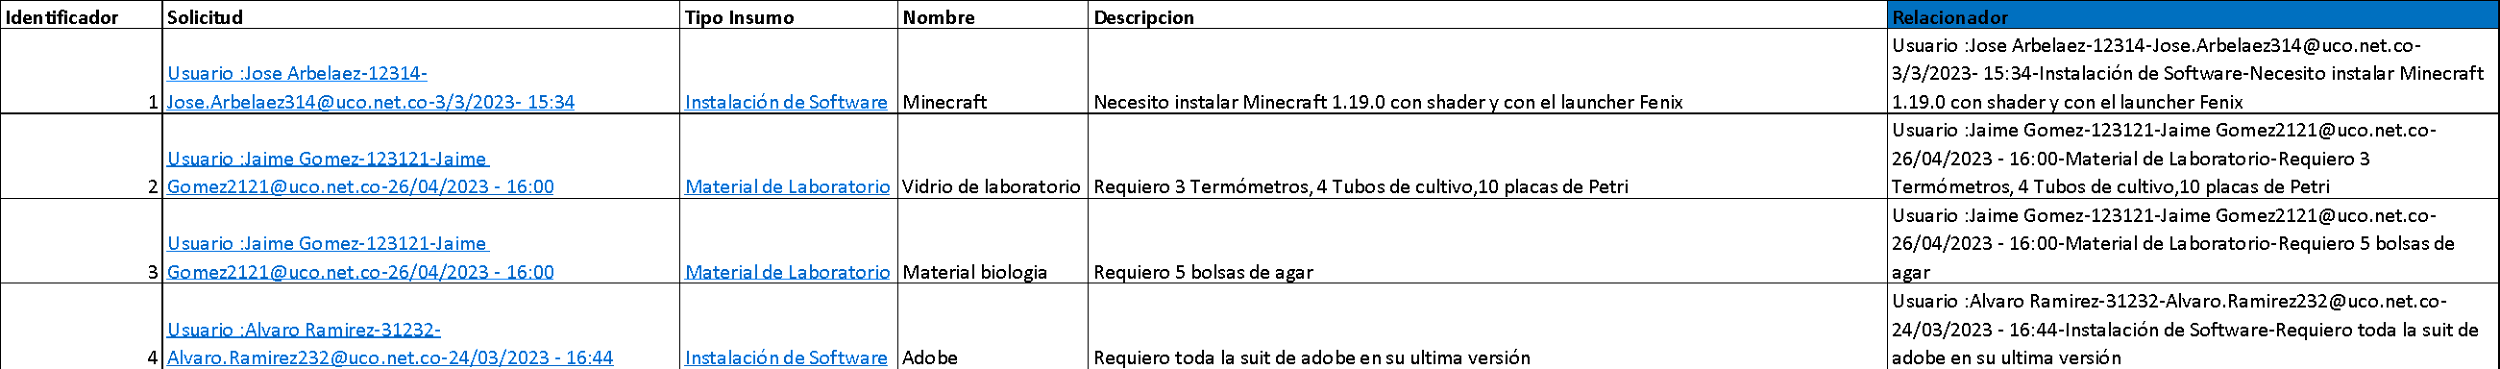 Identificador Solicitud Tipo Insumo Nombre Descripcion Relacionador
1 Usuario :Jose Arbelaez-12314-
Jose.Arbelaez314@uco.net.co-3/3/2023- 15:34 Instalación de Software Minecraft Necesito instalar Minecraft 1.19.0 con shader y con el launcher Fenix Usuario :Jose Arbelaez-12314-Jose.Arbelaez314@uco.net.co-
3/3/2023- 15:34-Instalación de Software-Necesito instalar Minecraft
1.19.0 con shader y con el launcher Fenix
2 Usuario :Jaime Gomez-123121-Jaime
Gomez2121@uco.net.co-26/04/2023 - 16:00 Material de Laboratorio Vidrio de laboratorio Requiero 3 Termómetros, 4 Tubos de cultivo,10 placas de Petri Usuario :Jaime Gomez-123121-Jaime Gomez2121@uco.net.co-
26/04/2023 - 16:00-Material de Laboratorio-Requiero 3
Termómetros, 4 Tubos de cultivo,10 placas de Petri
3 Usuario :Jaime Gomez-123121-Jaime
Gomez2121@uco.net.co-26/04/2023 - 16:00 Material de Laboratorio Material biologia Requiero 5 bolsas de agar Usuario :Jaime Gomez-123121-Jaime Gomez2121@uco.net.co-
26/04/2023 - 16:00-Material de Laboratorio-Requiero 5 bolsas de
agar
4 Usuario :Alvaro Ramirez-31232-
Alvaro.Ramirez232@uco.net.co-24/03/2023 - 16:44 Instalación de Software Adobe Requiero toda la suit de adobe en su ultima versión Usuario :Alvaro Ramirez-31232-Alvaro.Ramirez232@uco.net.co-
24/03/2023 - 16:44-Instalación de Software-Requiero toda la suit de
adobe en su ultima versión